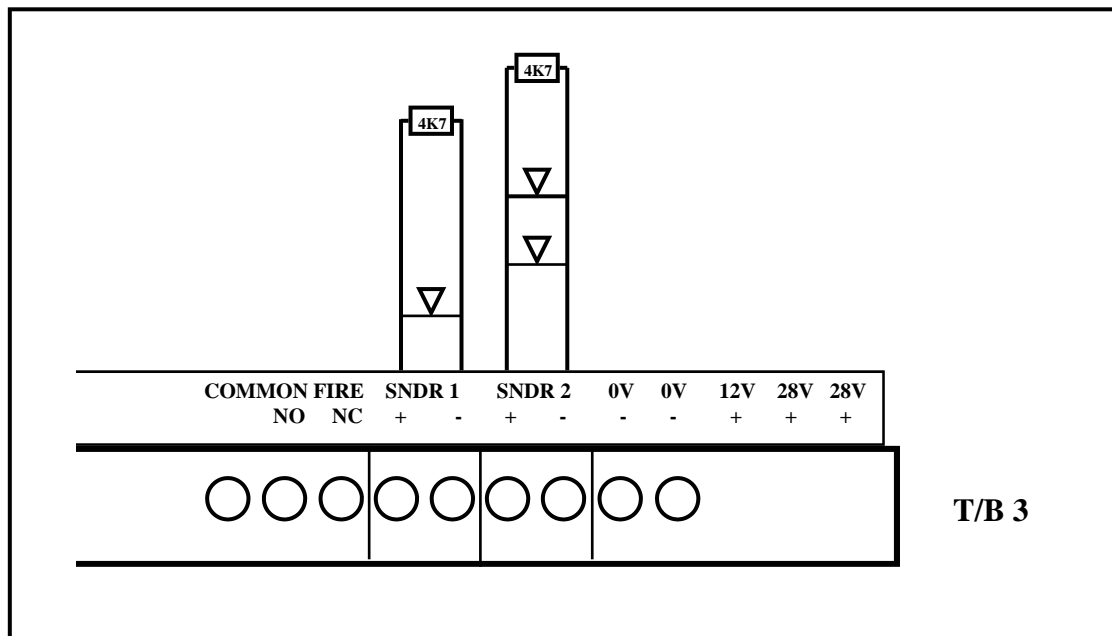 4K7
4K7
COMMON FIRE SNDR 1 SNDR 2 0V 0V 12V 28V 28V
NO NC + - + - - - + + +
T/B 3